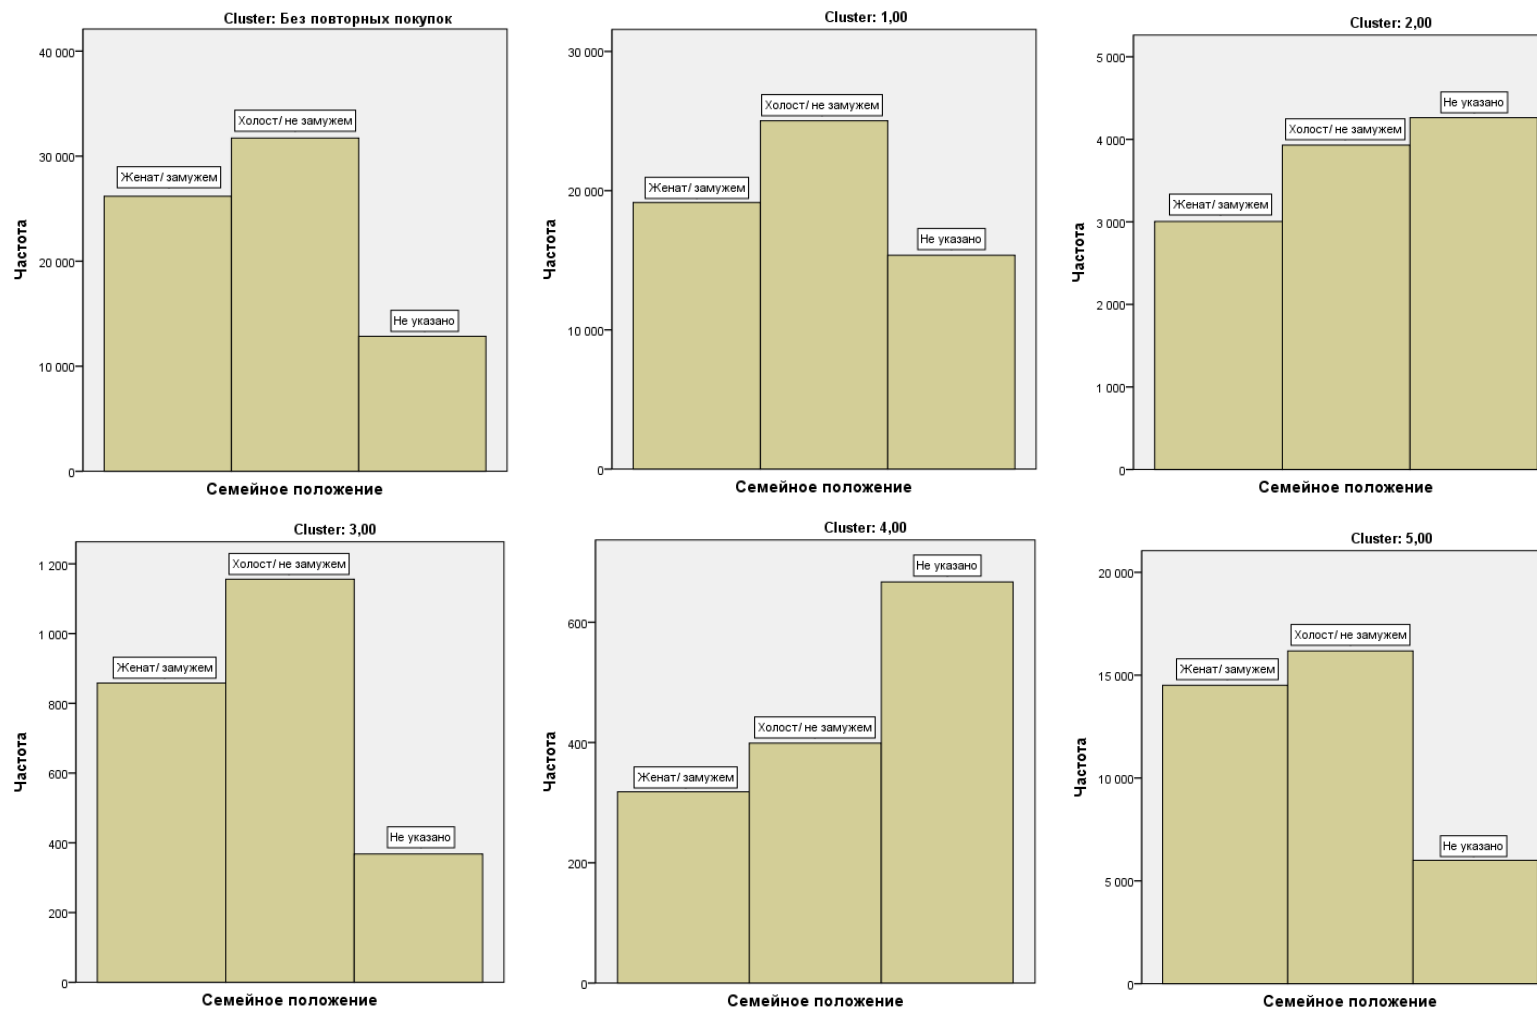 Cluster: Без повторных покупок
40 000
30 000
20 000
10 000
0
Частота
Женат/ замужем
Холост/ не замужем
Не указано
Семейное положение
Cluster: 1,00
30 000
20 000
10 000
0
Частота
Женат/ замужем
Холост/ не замужем
Не указано
Семейное положение
Cluster: 2,00
5 000
4 000
3 000
2 000
1 000
0
Частота
Женат/ замужем
Холост/ не замужем
Не указано
Семейное положение
Cluster: 3,00
1 200
1 000
800
600
400
200
0
Частота
Женат/ замужем
Холост/ не замужем
Не указано
Семейное положение
Cluster: 4,00
600
400
200
0
Частота
Женат/ замужем
Холост/ не замужем
Не указано
Семейное положение
Cluster: 5,00
20 000
15 000
10 000
5 000
0
Частота
Женат/ замужем
Холост/ не замужем
Не указано
Семейное положение